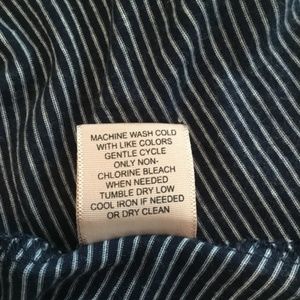 MACHINE WASH COLD
WITH LIKE COLORS
GENTLE CYCLE
ONLY NON-
CHLORINE BLEACH
WHEN NEEDED
TUMBLE DRY LOW
COOL IRON IF NEEDED
OR DRY CLEAN